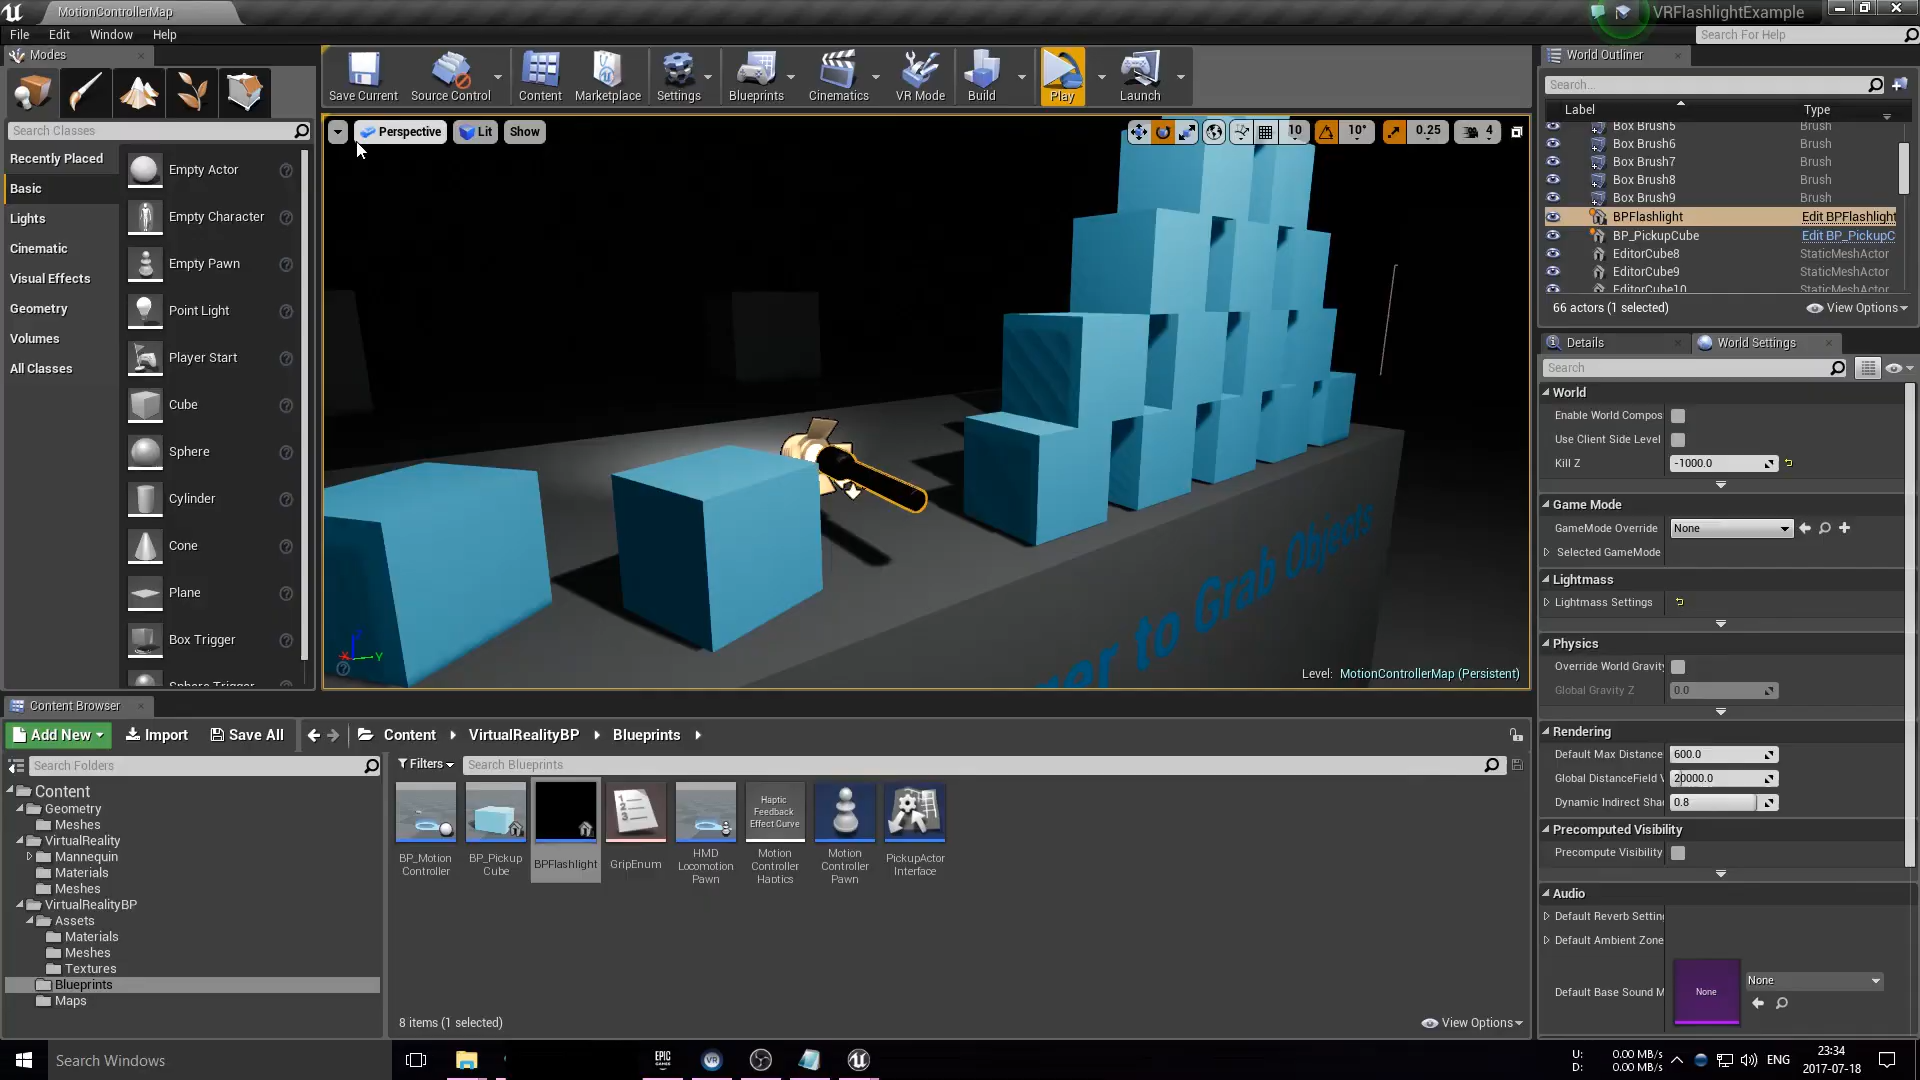 MotionControllerMap
VRFlashlightExample
File Edit Window Help
Search For Help
Modes
Search Classes
Recently Placed
Basic
Lights
Cinematic
Visual Effects
Geometry
Volumes
All Classes
Empty Actor
Empty Character
Empty Pawn
Point Light
Player Start
Cube
Sphere
Cylinder
Cone
Plane
Box Trigger
Sphere Trigger
Save Current
Source Control
Content
Marketplace
Settings
Blueprints
Cinematics
VR Mode
Build
Play
Launch
Perspective Lit Show
10 10° 0.25 4
to Grab Objects
Level: MotionControllerMap (Persistent)
X Y
World Outliner
Search...
Label Type
Box Brush5 Brush
Box Brush6 Brush
Box Brush7 Brush
Box Brush8 Brush
Box Brush9 Brush
BPFlashlight Edit BPFlashlight
BP_PickupCube Edit BP_PickupC
EditorCube8 StaticMeshActor
EditorCube9 StaticMeshActor
EditorCube10 StaticMeshActor
66 actors (1 selected) View Options
Details World Settings
Search
World
Enable World Compos
Use Client Side Level
Kill Z -1000.0
Game Mode
GameMode Override None
Selected GameMode
Lightmass
Lightmass Settings
Physics
Override World Gravity
Global Gravity Z 0.0
Rendering
Default Max Distance 600.0
Global DistanceField V 20000.0
Dynamic Indirect Sha 0.8
Precomputed Visibility
Precompute Visibility
Audio
Default Reverb Settin
Default Ambient Zone
Default Base Sound M None None
Content Browser
Add New Import Save All Content VirtualRealityBP Blueprints
Search Folders
Filters Search Blueprints
Content
Geometry
Meshes
VirtualReality
Mannequin
Materials
Meshes
VirtualRealityBP
Assets
Materials
Meshes
Textures
Blueprints
Maps
BP_Motion
Controller
BP_Pickup
Cube
BPFlashlight
1
2
3
GripEnum
HMD
Locomotion
Pawn
Haptic
Feedback
Effect Curve
Motion
Controller
Haptics
Motion
Controller
Pawn
PickupActor
Interface
8 items (1 selected) View Options
Search Windows
EPIC
GAMES
VR
U: 0.00 MB/s
D: 0.00 MB/s
ENG
23:34
2017-07-18